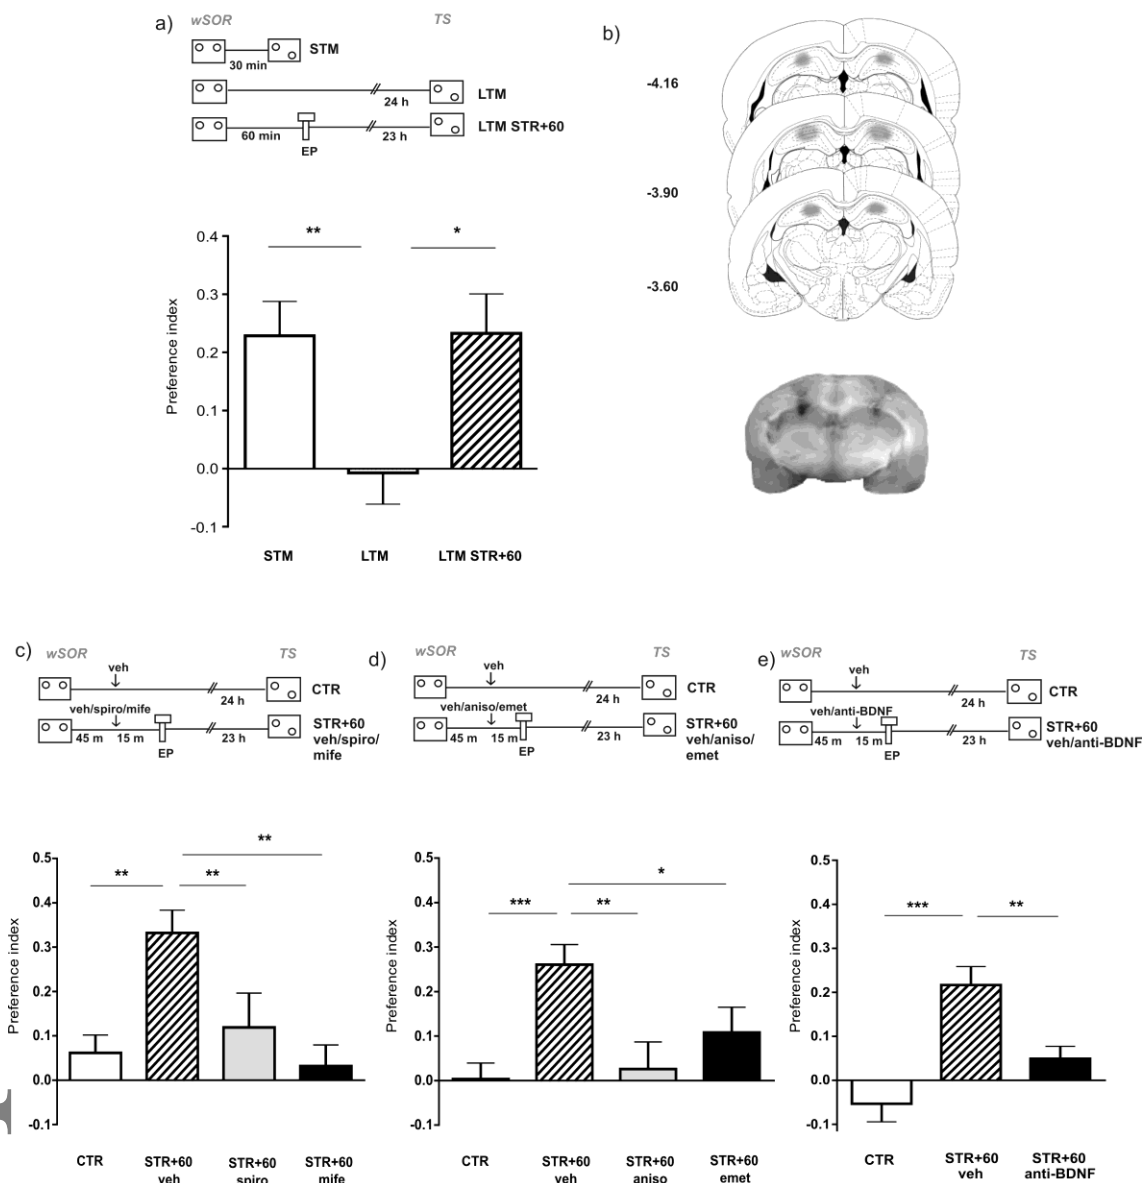 a)
wSOR TS
STM
30 min
LTM
24 h
LTM STR+60
60 min 23 h
EP
** *
0.4
0.3
0.2
0.1
0.0
-0.1
Preference index
STM LTM LTM STR+60
b)
-4.16
-3.90
-3.60
c)
wSOR TS
veh
CTR
24 h
veh/spiro/mife
STR+60
veh/spiro/
mife
45 m 15 m 23 h
EP
**
** **
0.5
0.4
0.3
0.2
0.1
0.0
-0.1
Preference index
CTR STR+60 STR+60 STR+60
veh spiro mife
d)
wSOR TS
veh
CTR
24 h
veh/aniso/emet
STR+60
veh/aniso/
emet
45 m 15 m 23 h
EP
*
*** **
0.5
0.4
0.3
0.2
0.1
0.0
-0.1
Preference index
CTR STR+60 STR+60 STR+60
veh aniso emet
e)
wSOR TS
veh
CTR
24 h
veh/anti-BDNF
STR+60
veh/anti-BDNF
45 m 15 m 23 h
EP
*** **
0.5
0.4
0.3
0.2
0.1
0.0
-0.1
Preference index
CTR STR+60 STR+60
veh anti-BDNF